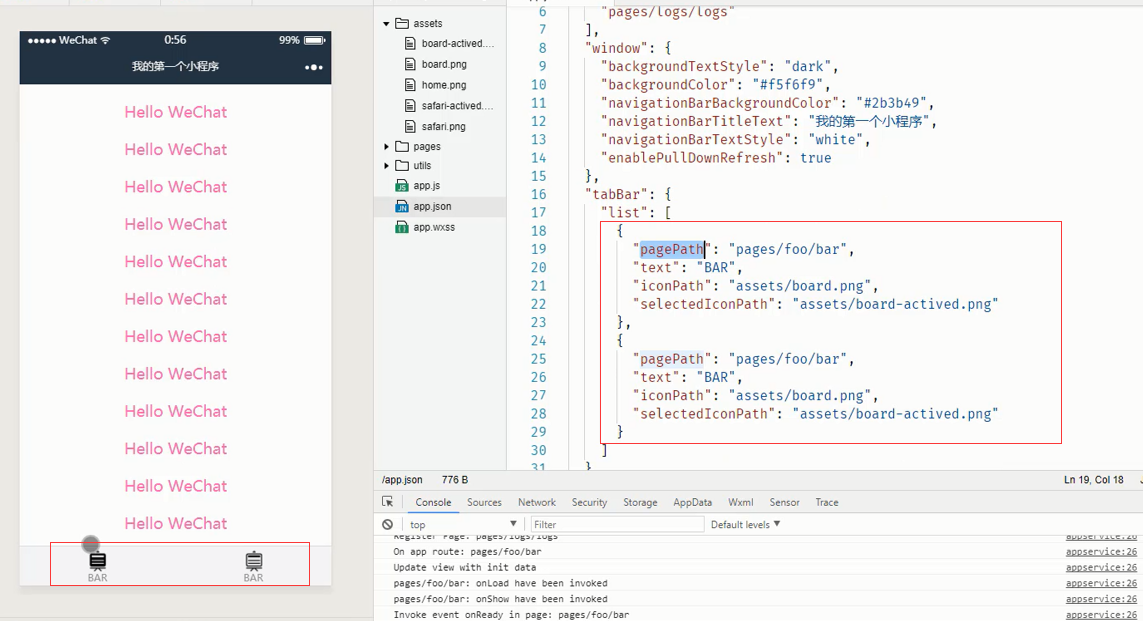 ●●●●● WeChat
0:56
99%
我的第一个小程序
Hello WeChat
Hello WeChat
Hello WeChat
Hello WeChat
Hello WeChat
Hello WeChat
Hello WeChat
Hello WeChat
Hello WeChat
Hello WeChat
Hello WeChat
Hello WeChat
BAR
BAR
assets
board-actived....
board.png
home.png
safari-actived....
safari.png
pages
utils
JS app.js
JN app.json
app.wxss
6 "pages/logs/logs"
7 ],
8 "window": {
9 "backgroundTextStyle": "dark",
10 "backgroundColor": "#f5f6f9",
11 "navigationBarBackgroundColor": "#2b3b49",
12 "navigationBarTitleText": "我的第一个小程序",
13 "navigationBarTextStyle": "white",
14 "enablePullDownRefresh": true
15 },
16 "tabBar": {
17 "list": [
18 {
19 "pagePath": "pages/foo/bar",
20 "text": "BAR",
21 "iconPath": "assets/board.png",
22 "selectedIconPath": "assets/board-actived.png"
23 },
24 {
25 "pagePath": "pages/foo/bar",
26 "text": "BAR",
27 "iconPath": "assets/board.png",
28 "selectedIconPath": "assets/board-actived.png"
29 }
30 ]
31 }
/app.json 776 B Ln 19, Col 18
Console Sources Network Security Storage AppData Wxml Sensor Trace
top Filter Default levels
Register Page: pages/logs/logs appservice:26
On app route: pages/foo/bar appservice:26
Update view with init data appservice:26
pages/foo/bar: onLoad have been invoked appservice:26
pages/foo/bar: onShow have been invoked appservice:26
Invoke event onReady in page: pages/foo/bar appservice:26